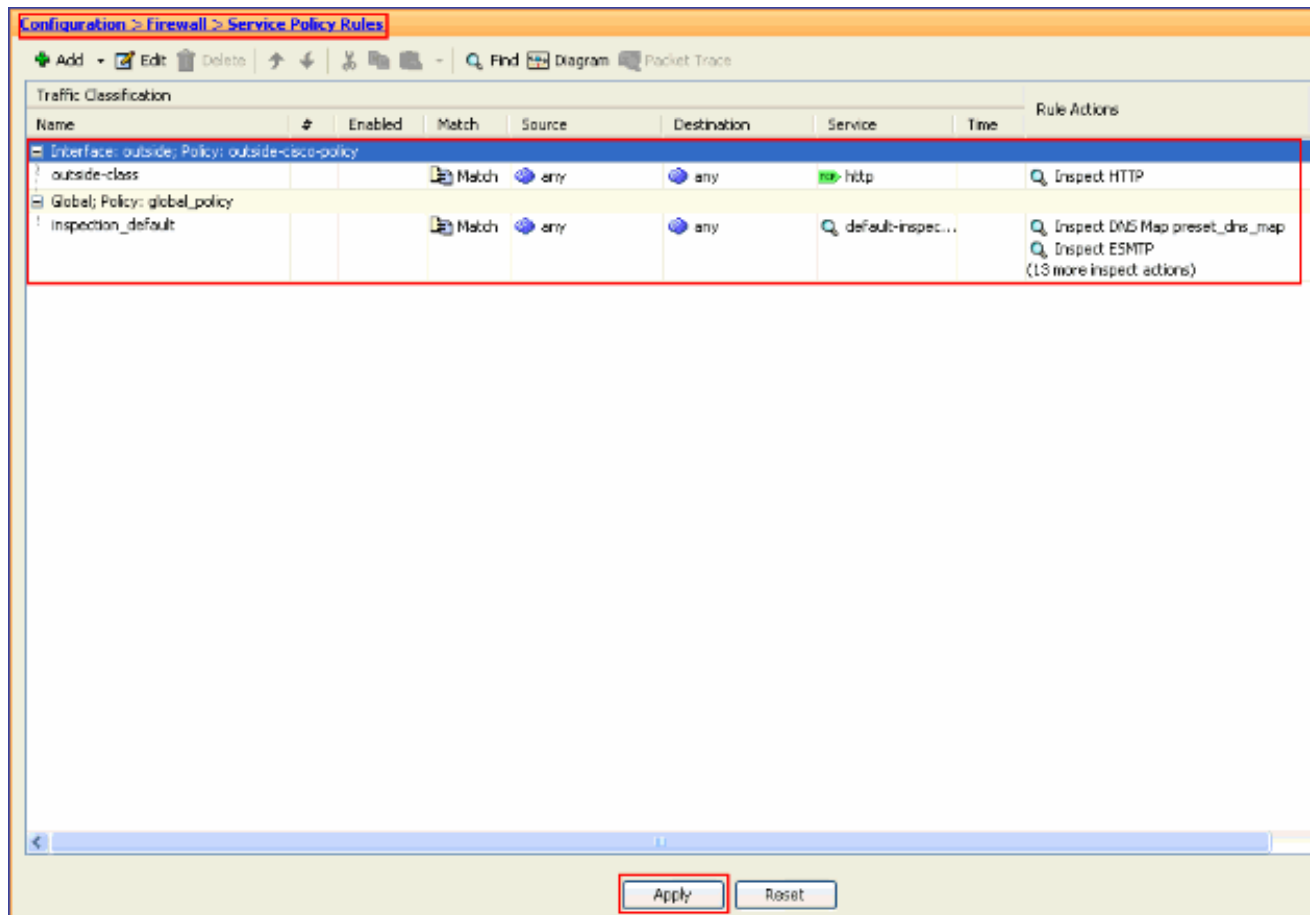 Configuration > Firewall > Service Policy Rules
Add Edit Delete Find Diagram Packet Trace
Traffic Classification
Rule Actions
Name # Enabled Match Source Destination Service Time
Interface: outside; Policy: outside-cisco-policy
outside-class Match any any http Inspect HTTP
Global; Policy: global_policy
inspection_default Match any any default-inspec... Inspect DNS Map preset_dns_map
Inspect ESMTP
(13 more inspect actions)
Apply Reset